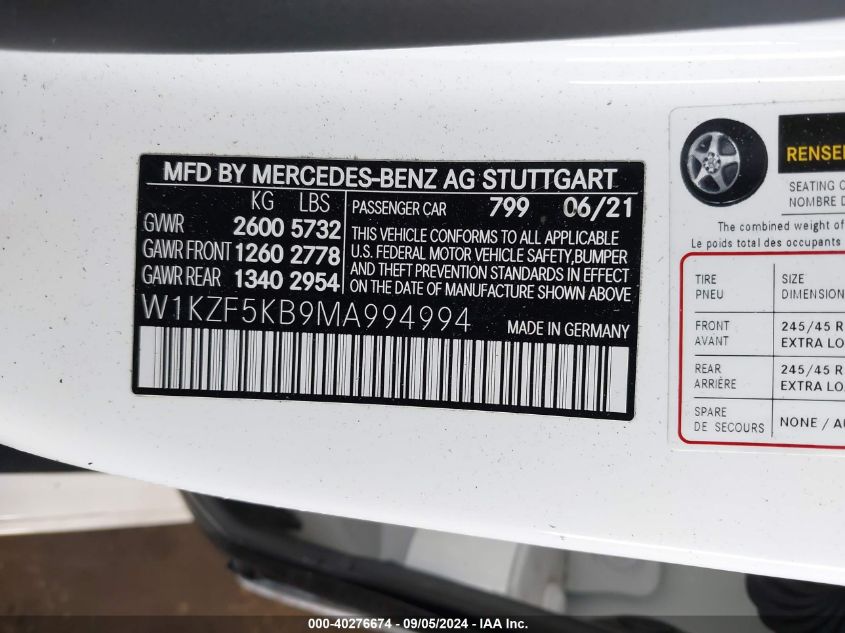 MFD BY MERCEDES-BENZ AG STUTTGART
KG LBS
GVWR 2600 5732
GAWR FRONT 1260 2778
GAWR REAR 1340 2954
PASSENGER CAR 799 06/21
THIS VEHICLE CONFORMS TO ALL APPLICABLE
U.S. FEDERAL MOTOR VEHICLE SAFETY, BUMPER
AND THEFT PREVENTION STANDARDS IN EFFECT
ON THE DATE OF MANUFACTURE SHOWN ABOVE
W1KZF5KB9MA994994
MADE IN GERMANY
SEATING
NOMBRE
The combined weight of
Le poids total des occupants
TIRE SIZE
PNEU DIMENSION
FRONT 245/45 R
AVANT EXTRA
REAR 245/45 R
ARRIÈRE EXTRA
SPARE
DE SECOURS
NONE /
000-40276674 - 09/05/2024 - IAA Inc.